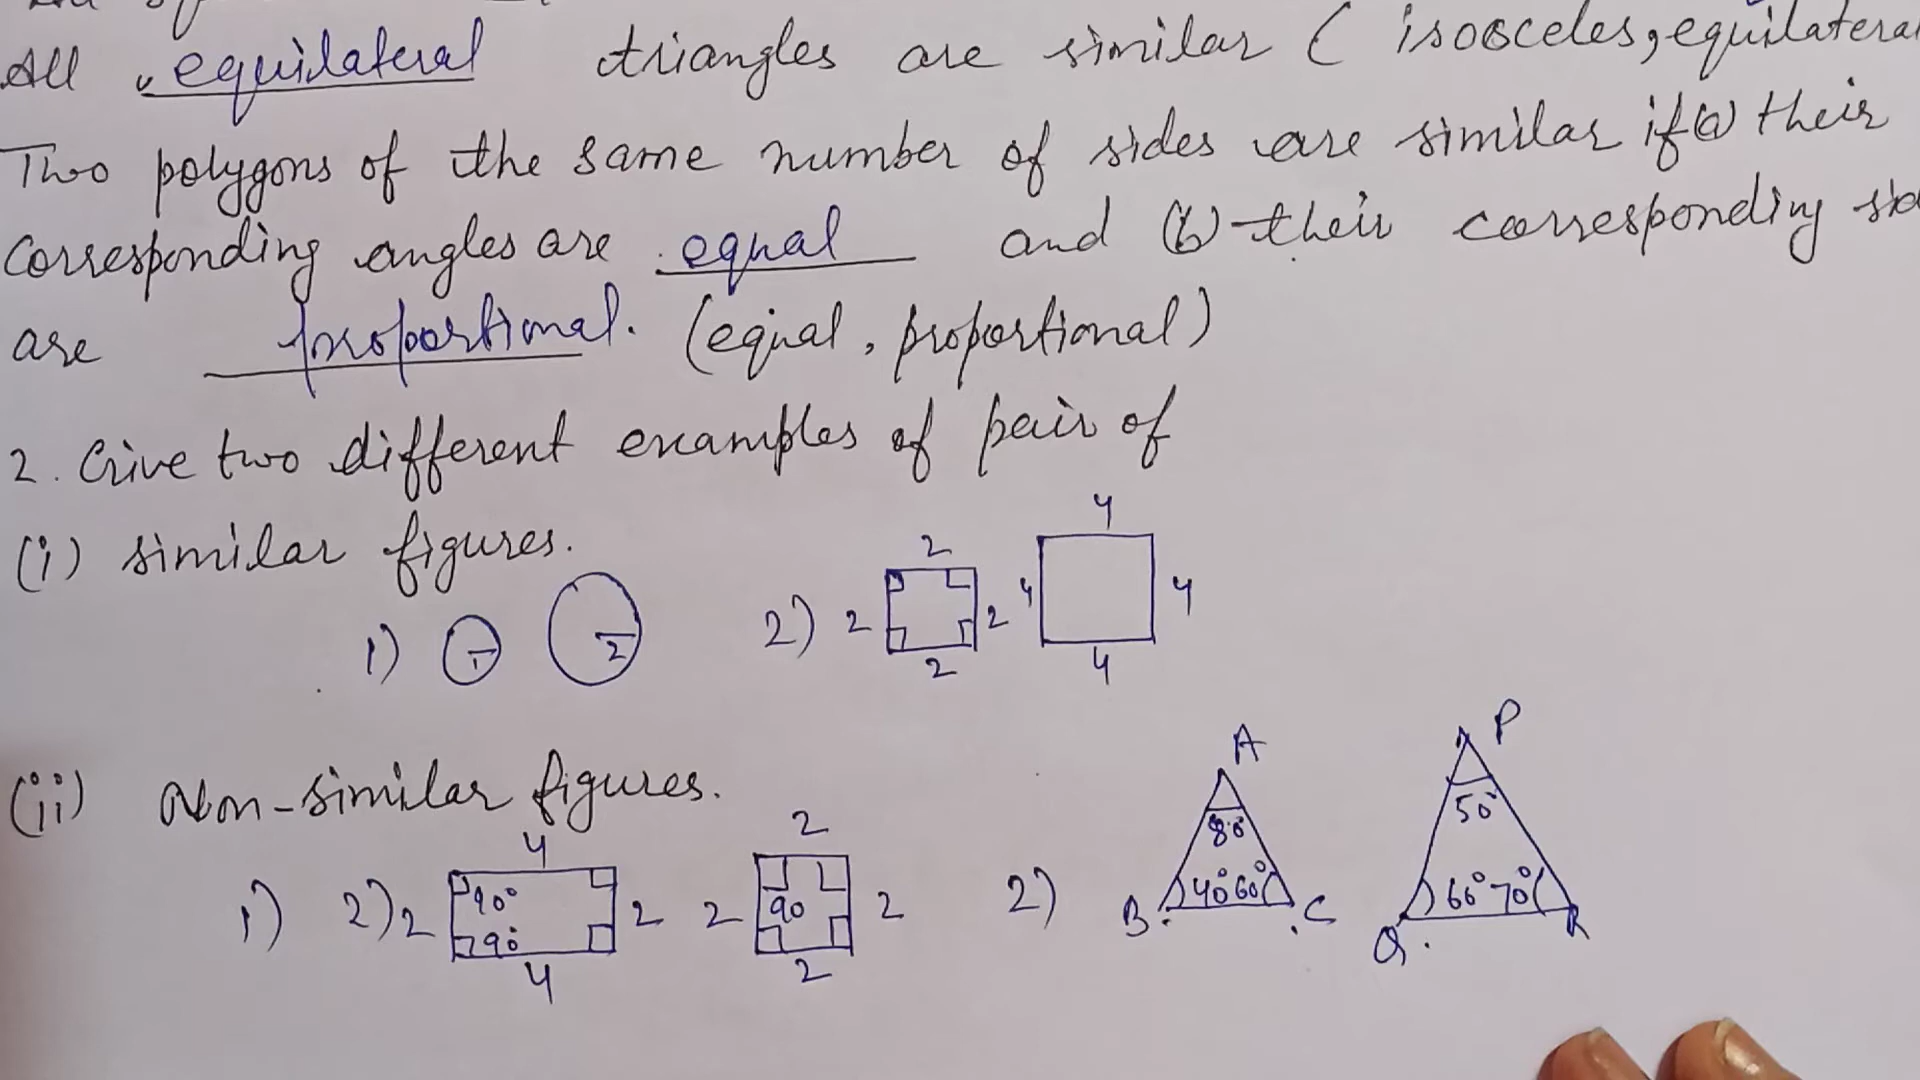 All equilateral triangles are similar ( isosceles, equilateral
Two polygons of the same number of sides are similar if (a) their
corresponding angles are equal and (b) their corresponding
are proportional. (equal, proportional)
2. Give two different examples of pair of
(i) similar figures.
1) 1 2 2) 2 2 2 2 4 4 4 4
(ii) Non-similar figures.
1) 2) 2 4 90° 90° 2 4 2 2 90 2 2
2) A 80° B 40° 60° C P 50° Q 60° 70° R